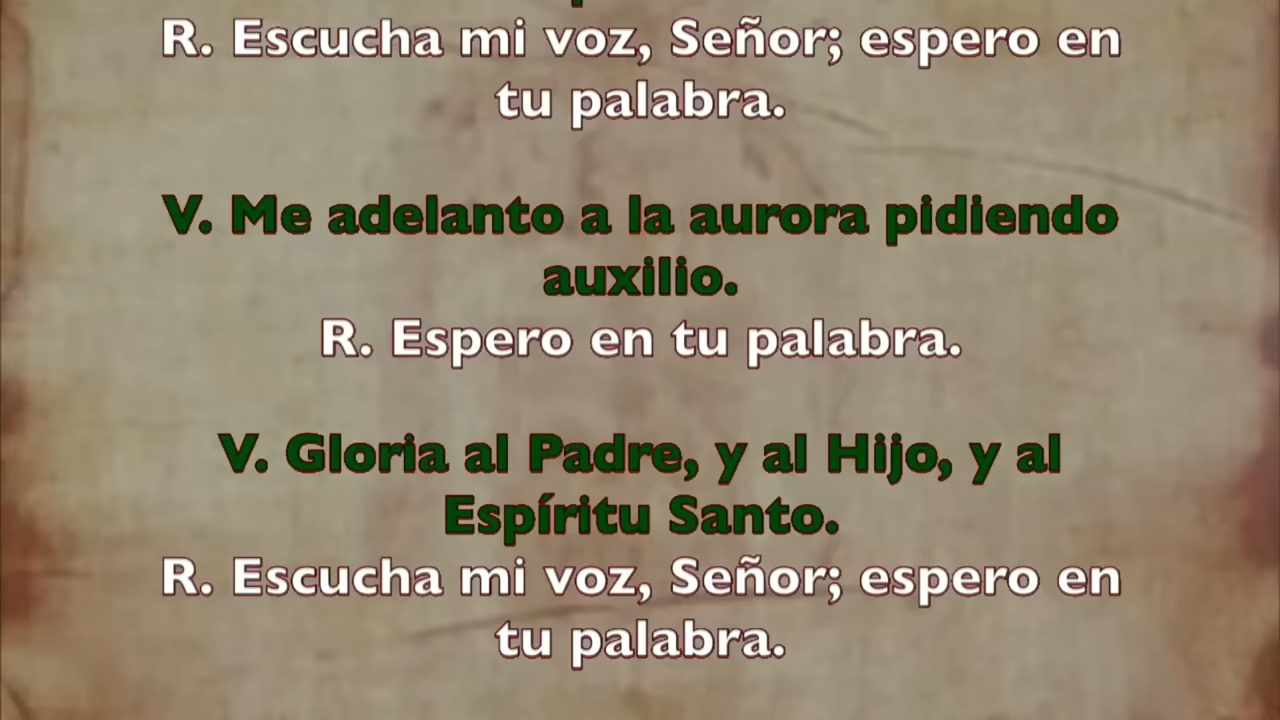 R. Escucha mi voz, Señor; espero en
tu palabra.
V. Me adelanto a la aurora pidiendo
auxilio.
R. Espero en tu palabra.
V. Gloria al Padre, y al Hijo, y al
Espíritu Santo.
R. Escucha mi voz, Señor; espero en
tu palabra.